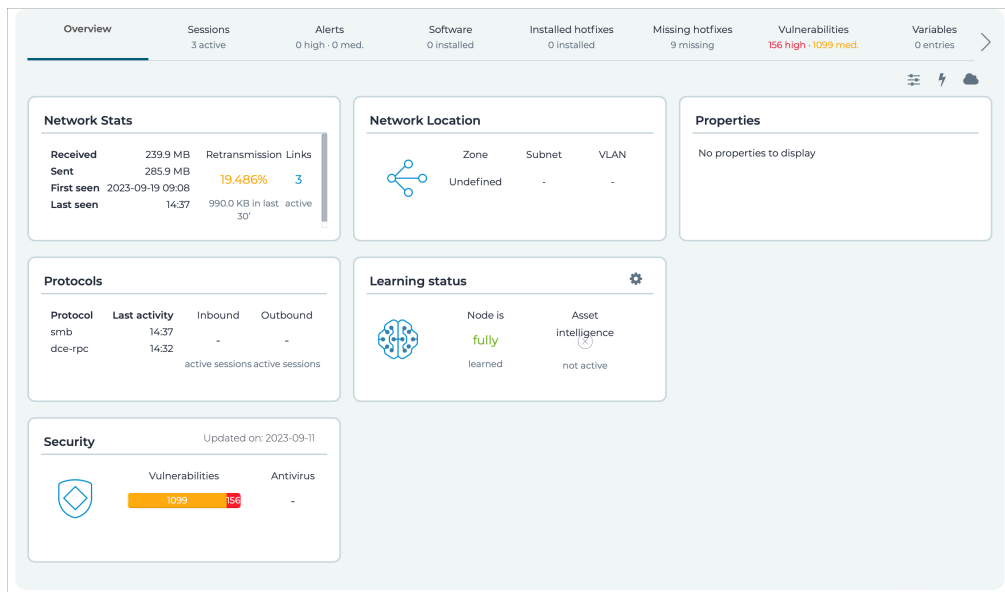 Overview
Sessions
3 active
Alerts
0 high · 0 med.
Software
0 installed
Installed hotfixes
0 installed
Missing hotfixes
9 missing
Vulnerabilities
156 high · 1099 med.
Variables
0 entries
Network Stats
Received 239.9 MB
Sent 285.9 MB
First seen 2023-09-19 09:08
Last seen 14:37
Retransmission
19.486%
990.0 KB in last
30'
Links
3
active
Network Location
Zone
Undefined
Subnet
-
VLAN
-
Properties
No properties to display
Protocols
Protocol Last activity
smb 14:37
dce-rpc 14:32
Inbound
-
active sessions
Outbound
-
active sessions
Learning status
Node is
fully
learned
Asset
intelligence
not active
Security
Updated on: 2023-09-11
Vulnerabilities
1099 156
Antivirus
-